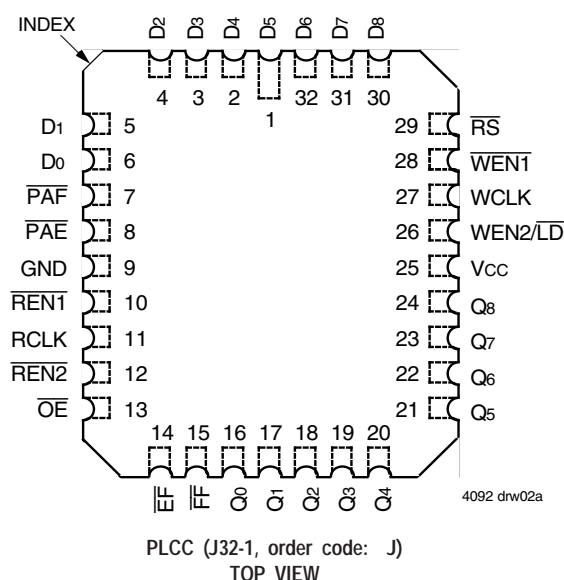 INDEX
D2 D3 D4 D5 D6 D7 D8
4 3 2 1 32 31 30
D1 5
D0 6
PAF 7
PAE 8
GND 9
REN1 10
RCLK 11
REN2 12
OE 13
29 RS
28 WEN1
27 WCLK
26 WEN2/LD
25 VCC
24 Q8
23 Q7
22 Q6
21 Q5
14 15 16 17 18 19 20
EF FF Q0 Q1 Q2 Q3 Q4
4092 drw02a
PLCC (J32-1, order code: J)
TOP VIEW